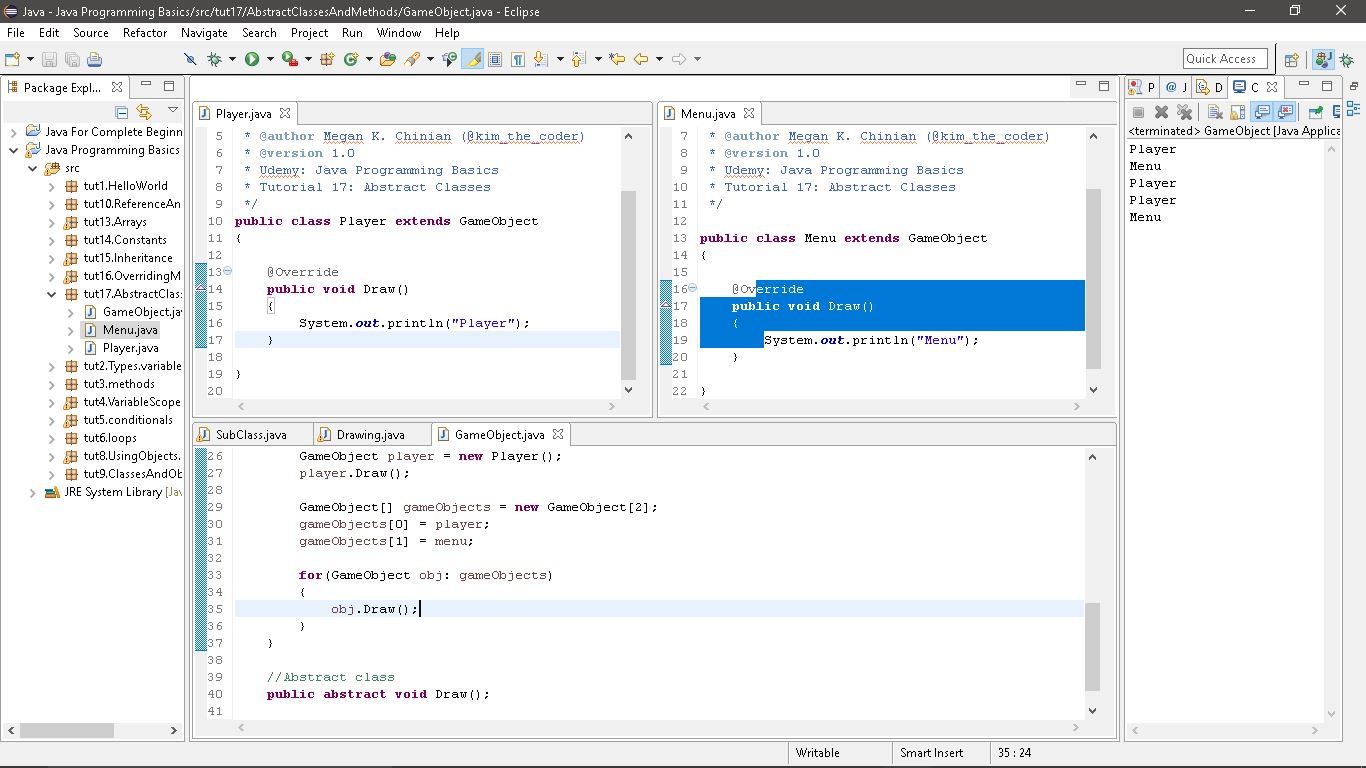 Java - Java Programming Basics/src/tut17/AbstractClassesAndMethods/GameObject.java - Eclipse
File Edit Source Refactor Navigate Search Project Run Window Help
Quick Access
Package Expl...
Java For Complete Beginn
Java Programming Basics
src
tut1.HelloWorld
tut10.ReferenceAn
tut13.Arrays
tut14.Constants
tut15.Inheritance
tut16.OverridingM
tut17.AbstractClas
GameObject.ja
Menu.java
Player.java
tut2.Types.variable
tut3.methods
tut4.VariableScope
tut5.conditionals
tut6.loops
tut8.UsingObjects.
tut9.ClassesAndOb
JRE System Library [Jav
Player.java
5 * @author Megan K. Chinian (@kim_the_coder)
6 * @version 1.0
7 * Udemy: Java Programming Basics
8 * Tutorial 17: Abstract Classes
9 */
10 public class Player extends GameObject
11 {
12
13 @Override
14 public void Draw()
15 {
16 System.out.println("Player");
17 }
18
19 }
20
Menu.java
7 * @author Megan K. Chinian (@kim_the_coder)
8 * @version 1.0
9 * Udemy: Java Programming Basics
10 * Tutorial 17: Abstract Classes
11 */
12
13 public class Menu extends GameObject
14 {
15
16 @Override
17 public void Draw()
18 {
19 System.out.println("Menu");
20 }
21
22 }
SubClass.java Drawing.java GameObject.java
26 GameObject player = new Player();
27 player.Draw();
28
29 GameObject[] gameObjects = new GameObject[2];
30 gameObjects[0] = player;
31 gameObjects[1] = menu;
32
33 for(GameObject obj: gameObjects)
34 {
35 obj.Draw();
36 }
37 }
38
39 //Abstract class
40 public abstract void Draw();
41
P @ J D C
<terminated> GameObject [Java Applica
Player
Menu
Player
Player
Menu
Writable Smart Insert 35 : 24